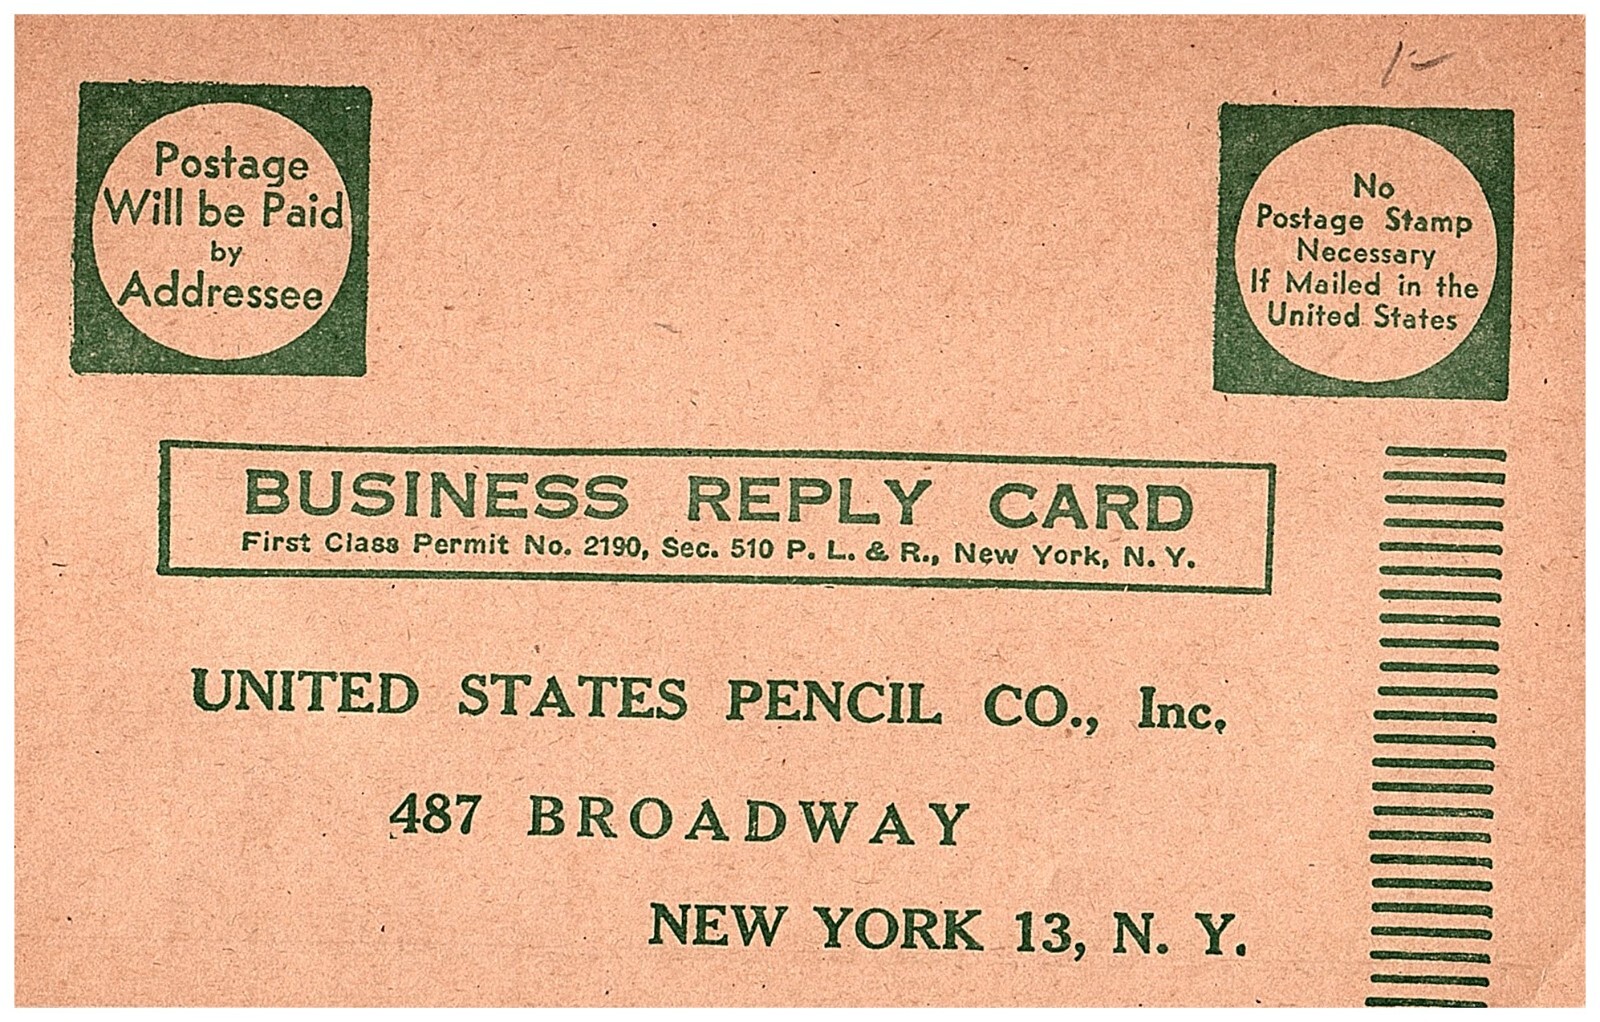 Postage
Will be Paid
by
Addressee
No
Postage Stamp
Necessary
If Mailed in the
United States
BUSINESS REPLY CARD
First Class Permit No. 2190, Sec. 510 P. L. & R., New York, N. Y.
UNITED STATES PENCIL CO., Inc.
487 BROADWAY
NEW YORK 13, N. Y.